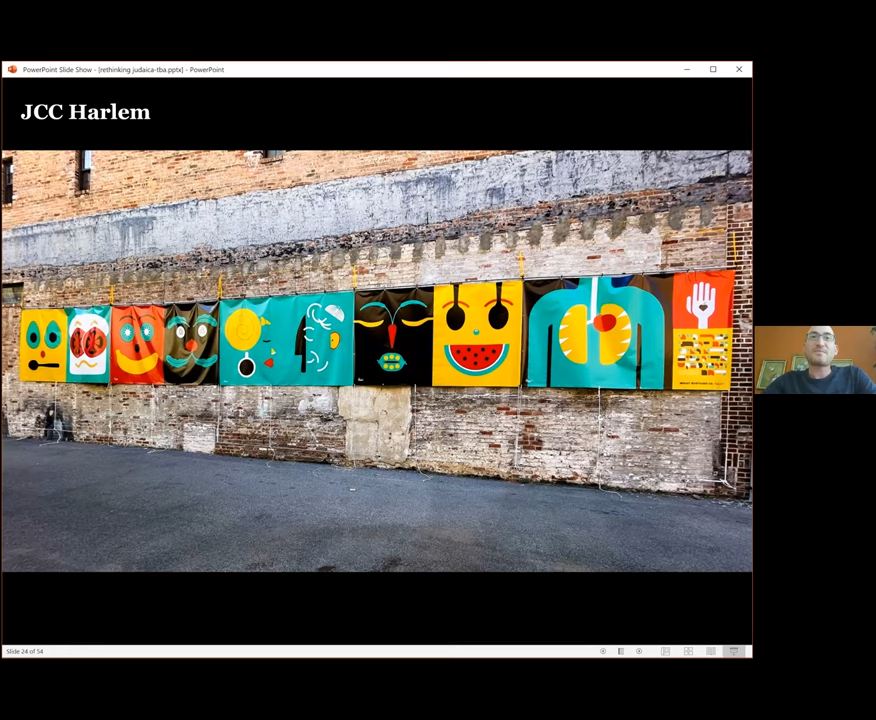 PowerPoint Slide Show - [rethinking judaica-tba.pptx] - PowerPoint
JCC Harlem
Slide 24 of 54